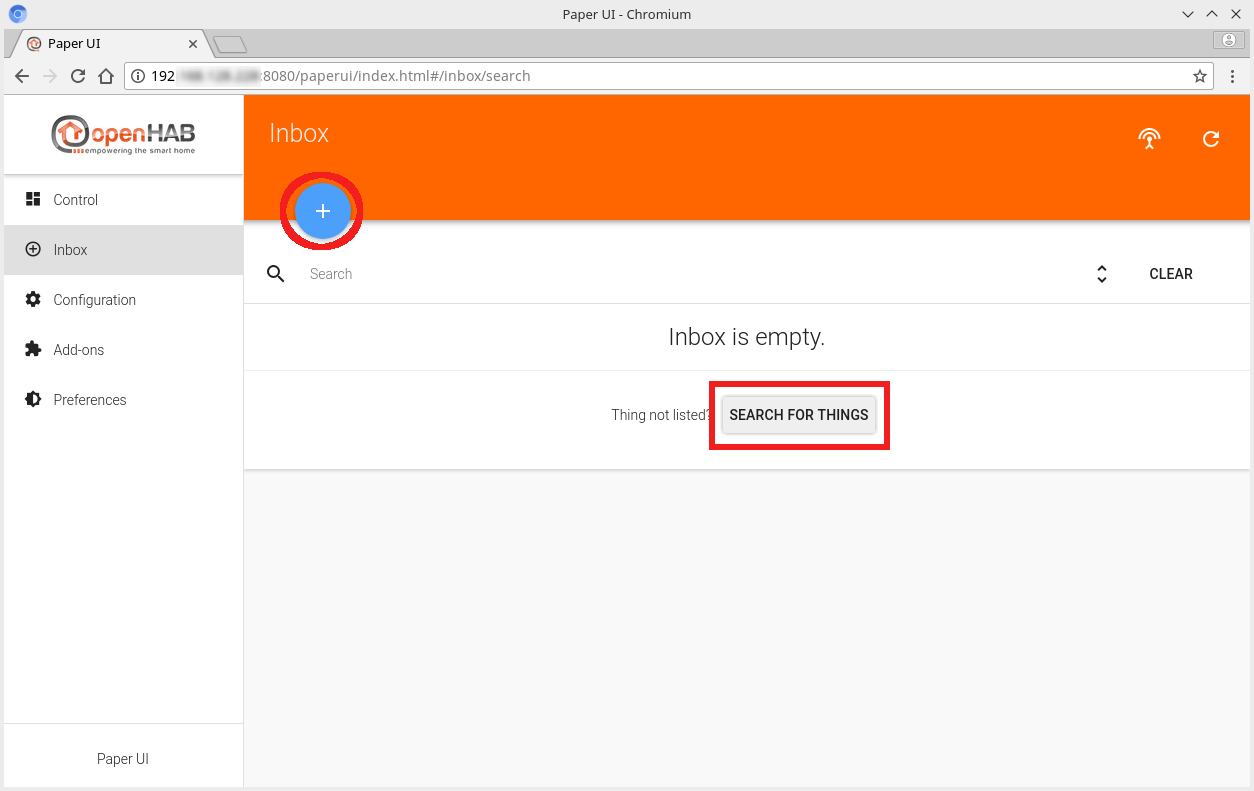 Paper UI - Chromium
Paper UI
192 :8080/paperui/index.html#/inbox/search
openHAB
empowering the smart home
Inbox
Control
Inbox
Configuration
Add-ons
Preferences
Search
CLEAR
Inbox is empty.
Thing not listed? SEARCH FOR THINGS
Paper UI